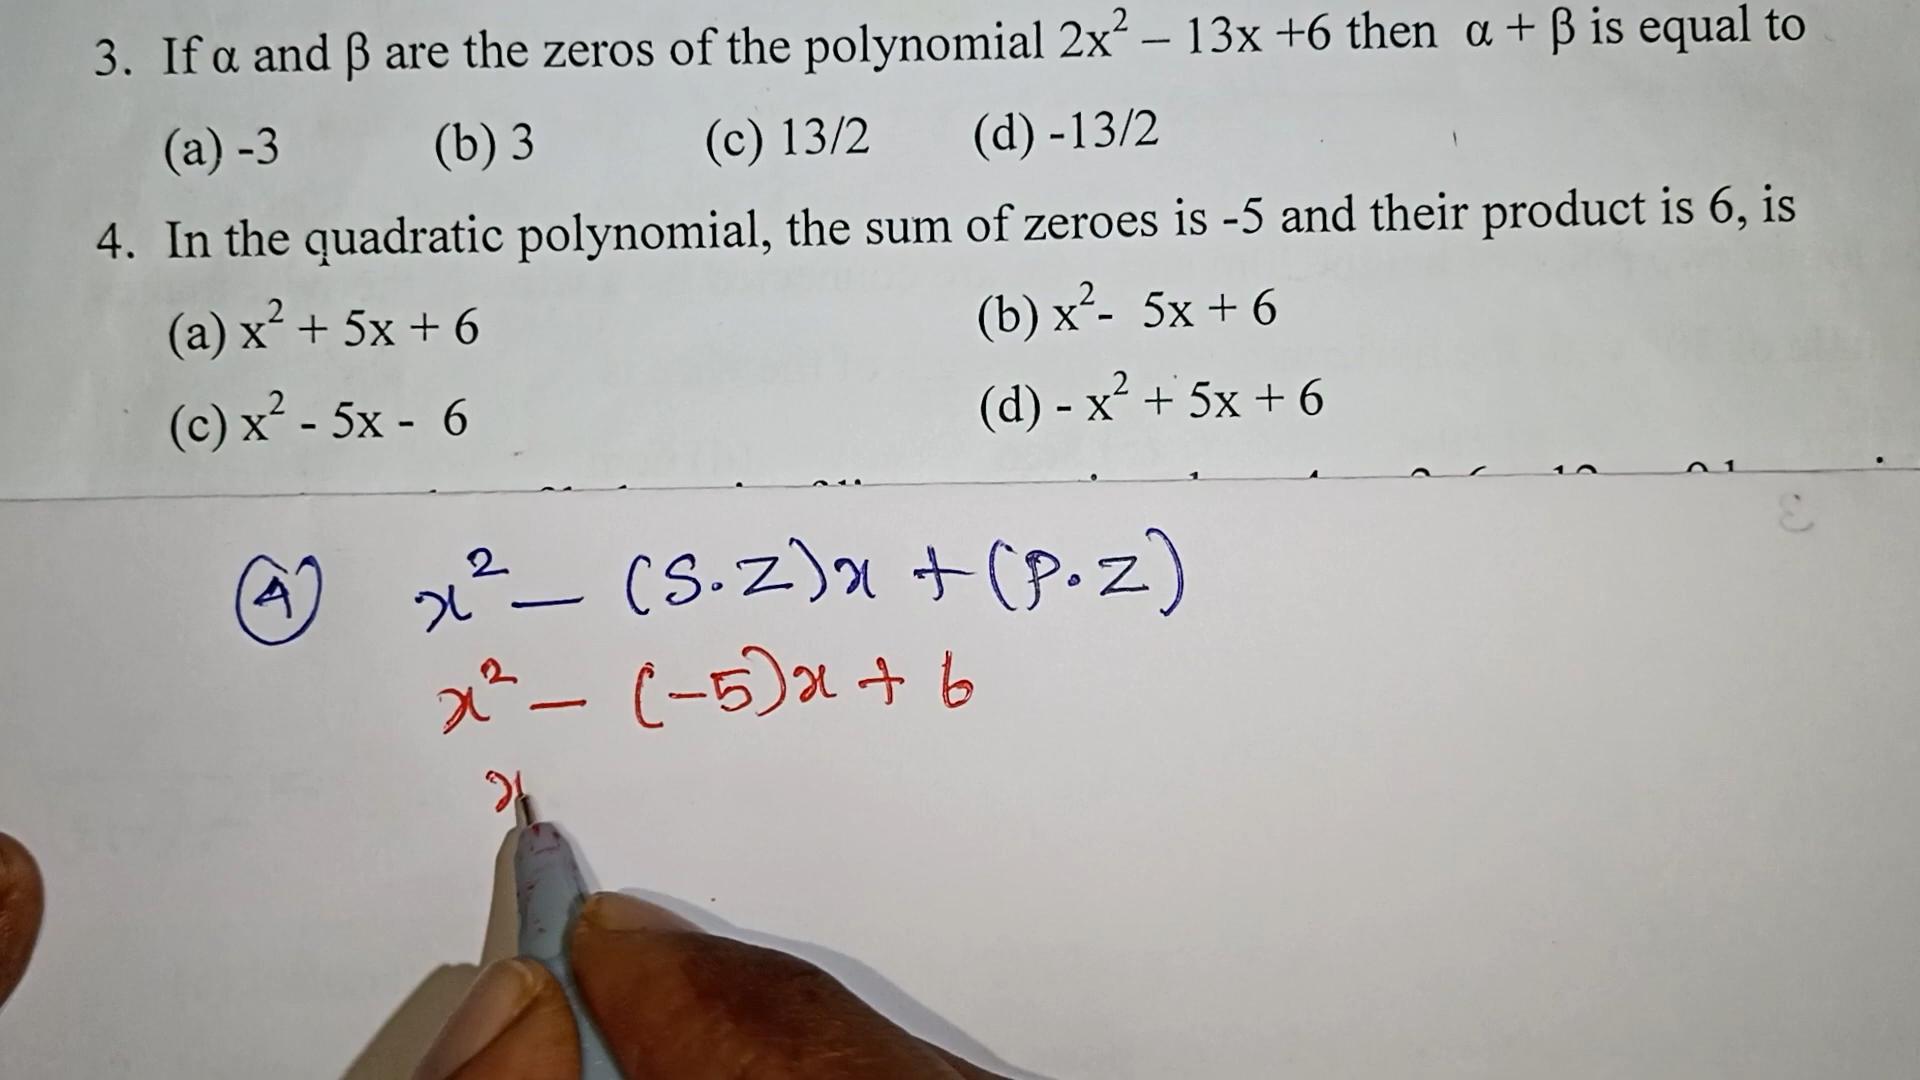 3. If α and β are the zeros of the polynomial 2x² – 13x +6 then α + β is equal to
(a) -3 (b) 3 (c) 13/2 (d) -13/2
4. In the quadratic polynomial, the sum of zeroes is -5 and their product is 6, is
(a) x² + 5x + 6 (b) x²- 5x + 6
(c) x² - 5x - 6 (d) - x² + 5x + 6
④ x² – (S.Z)x + (P.Z)
x² – (-5)x + 6
x